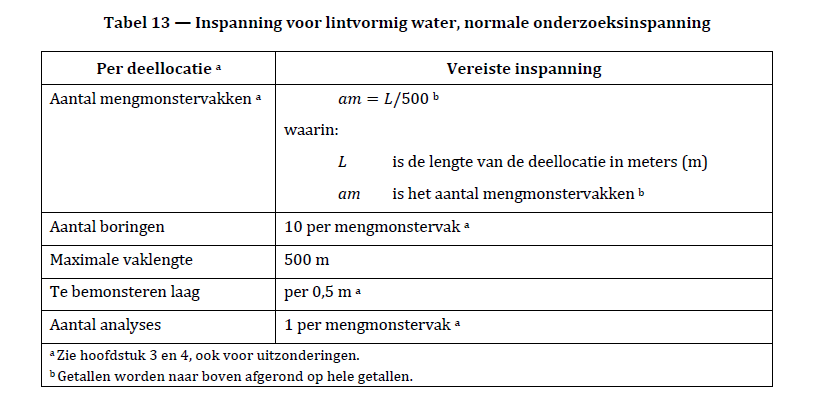 Tabel 13 — Inspanning voor lintvormig water, normale onderzoeksinspanning
Per deellocatie ᵃ Vereiste inspanning
Aantal mengmonstervakken ᵃ am = L/500 ᵇ
waarin:
L is de lengte van de deellocatie in meters (m)
am is het aantal mengmonstervakken ᵇ
Aantal boringen 10 per mengmonstervak ᵃ
Maximale vaklengte 500 m
Te bemonsteren laag per 0,5 m ᵃ
Aantal analyses 1 per mengmonstervak ᵃ
ᵃ Zie hoofdstuk 3 en 4, ook voor uitzonderingen.
ᵇ Getallen worden naar boven afgerond op hele getallen.